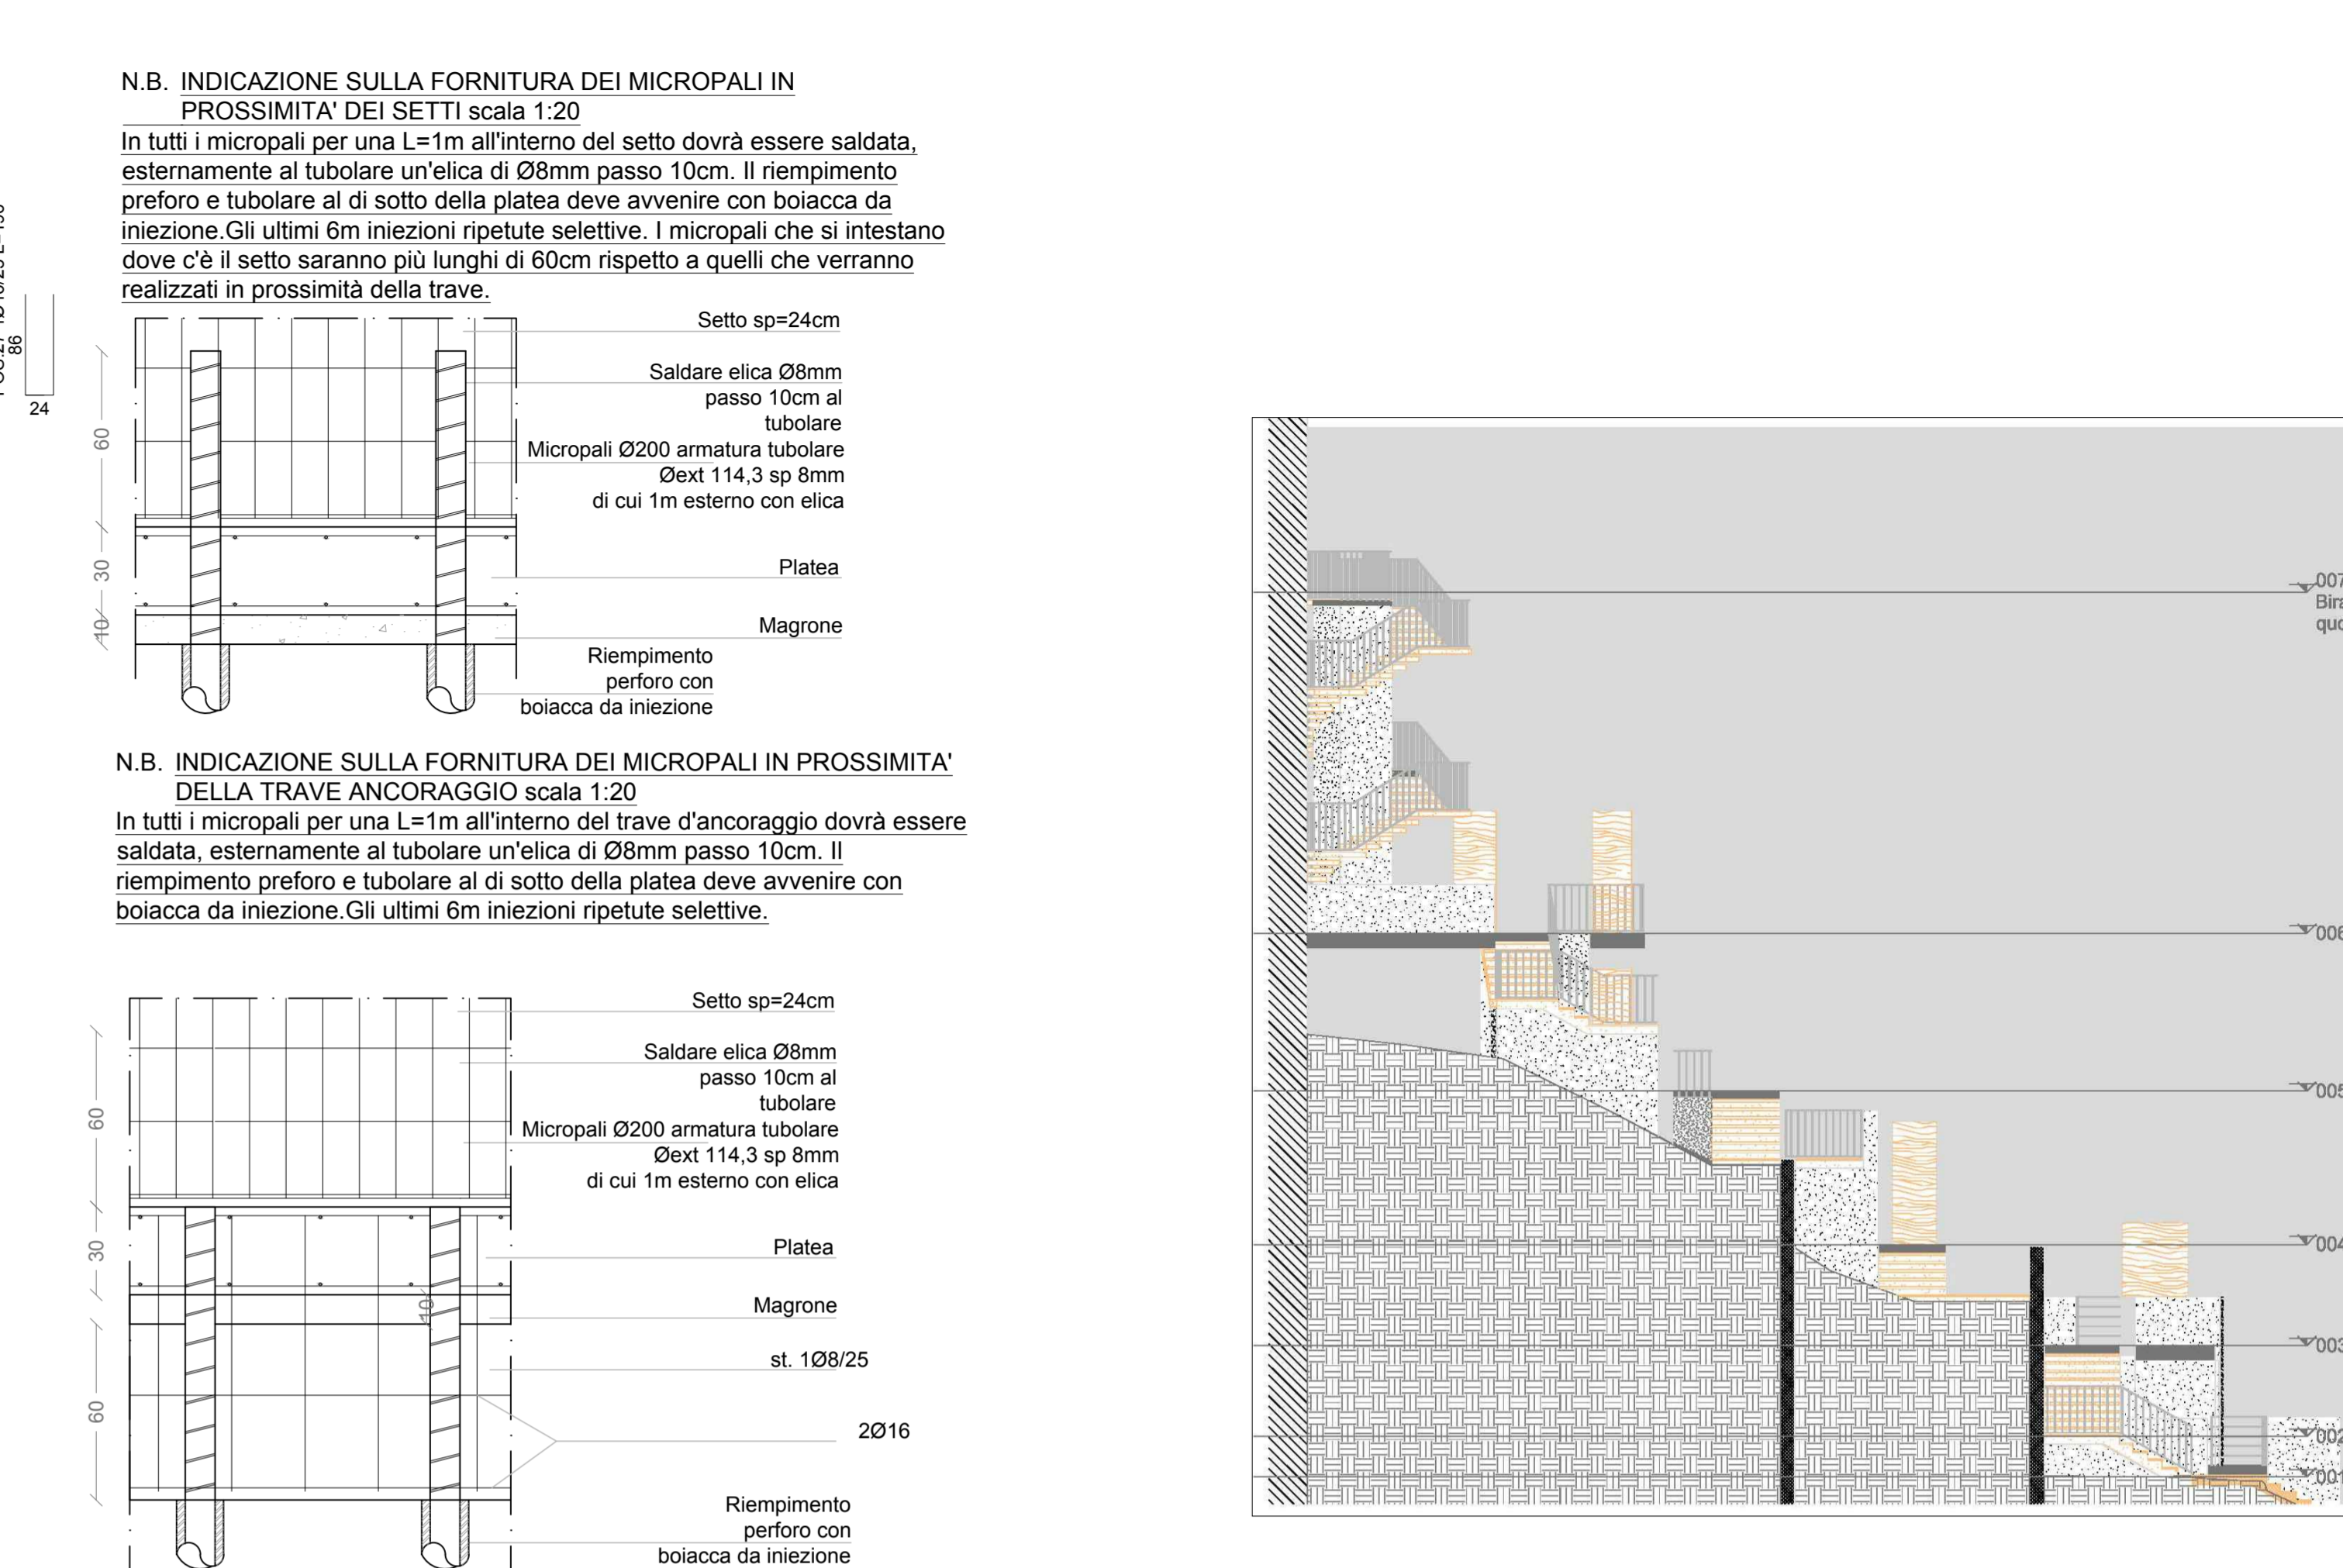 N.B. INDICAZIONE SULLA FORNITURA DEI MICROPALI IN
PROSSIMITA' DEI SETTI scala 1:20
In tutti i micropali per una L=1m all'interno del setto dovrà essere saldata,
esternamente al tubolare un'elica di Ø8mm passo 10cm. Il riempimento
preforo e tubolare al di sotto della platea deve avvenire con boiacca da
iniezione.Gli ultimi 6m iniezioni ripetute selettive. I micropali che si intestano
dove c'è il setto saranno più lunghi di 60cm rispetto a quelli che verranno
realizzati in prossimità della trave.
86
24
60
30
10
Setto sp=24cm
Saldare elica Ø8mm
passo 10cm al
tubolare
Micropali Ø200 armatura tubolare
Øext 114,3 sp 8mm
di cui 1m esterno con elica
Platea
Magrone
Riempimento
perforo con
boiacca da iniezione
N.B. INDICAZIONE SULLA FORNITURA DEI MICROPALI IN PROSSIMITA'
DELLA TRAVE ANCORAGGIO scala 1:20
In tutti i micropali per una L=1m all'interno del trave d'ancoraggio dovrà essere
saldata, esternamente al tubolare un'elica di Ø8mm passo 10cm. Il
riempimento preforo e tubolare al di sotto della platea deve avvenire con
boiacca da iniezione.Gli ultimi 6m iniezioni ripetute selettive.
60
30
10
60
Setto sp=24cm
Saldare elica Ø8mm
passo 10cm al
tubolare
Micropali Ø200 armatura tubolare
Øext 114,3 sp 8mm
di cui 1m esterno con elica
Platea
Magrone
st. 1Ø8/25
2Ø16
Riempimento
perforo con
boiacca da iniezione
007
Bira
quo
006
005
004
003
002
001